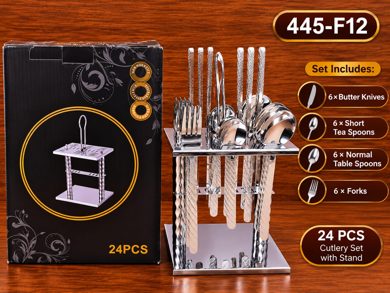 445-F12
Set Includes:
6×Butter Knives
6 × Short
Tea Spoons
6 × Normal
Table Spoons
6 × Forks
24 PCS
Cutlery Set
with Stand
24PCS